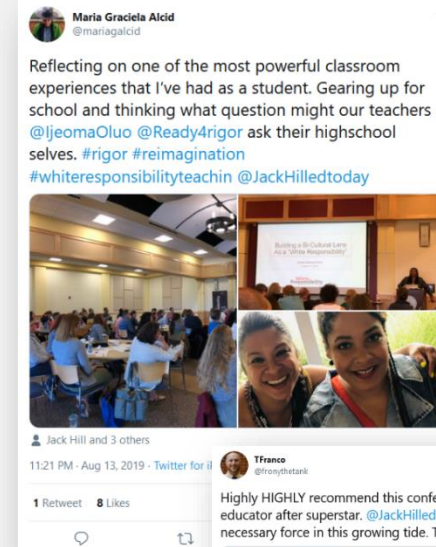 Maria Graciela Alcid
@mariagalcid
Reflecting on one of the most powerful classroom
experiences that I've had as a student. Gearing up for
school and thinking what question might our teachers
@IjeomaOluo @Ready4rigor ask their highschool
selves. #rigor #reimagination
#whiteresponsibilityteachin @JackHilledtoday
Building a Bi-Cultural Lens
As a "White Responsibility"
Jack Hill and 3 others
11:21 PM · Aug 13, 2019 · Twitter for
1 Retweet 8 Likes
TFranco
@fronythetank
Highly HIGHLY recommend this confe
educator after superstar. @JackHilled
necessary force in this growing tide. T